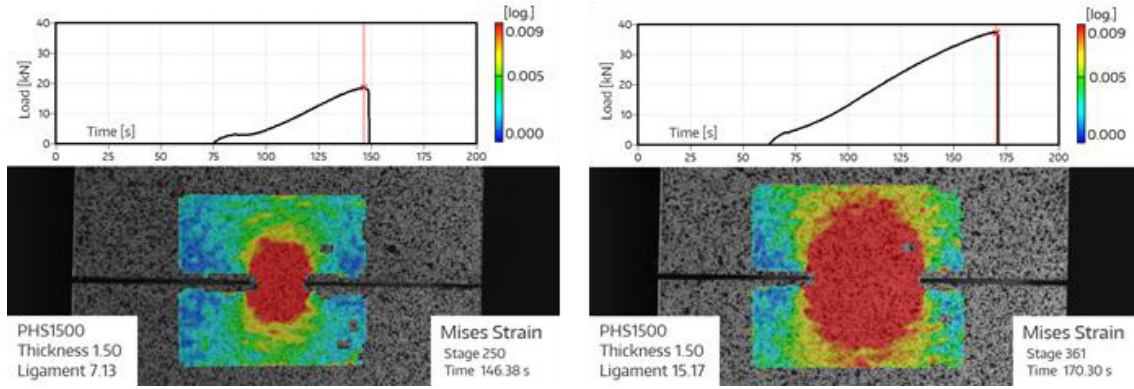 [log.]
0.009
0.005
0.000
40
30
20
10
0
Load [kN]
Time [s]
0 25 50 75 100 125 150 175 200
PHS1500
Thickness 1.50
Ligament 7.13
Mises Strain
Stage 250
Time 146.38 s
[log.]
0.009
0.005
0.000
40
30
20
10
0
Load [kN]
Time [s]
0 25 50 75 100 125 150 175 200
PHS1500
Thickness 1.50
Ligament 15.17
Mises Strain
Stage 361
Time 170.30 s